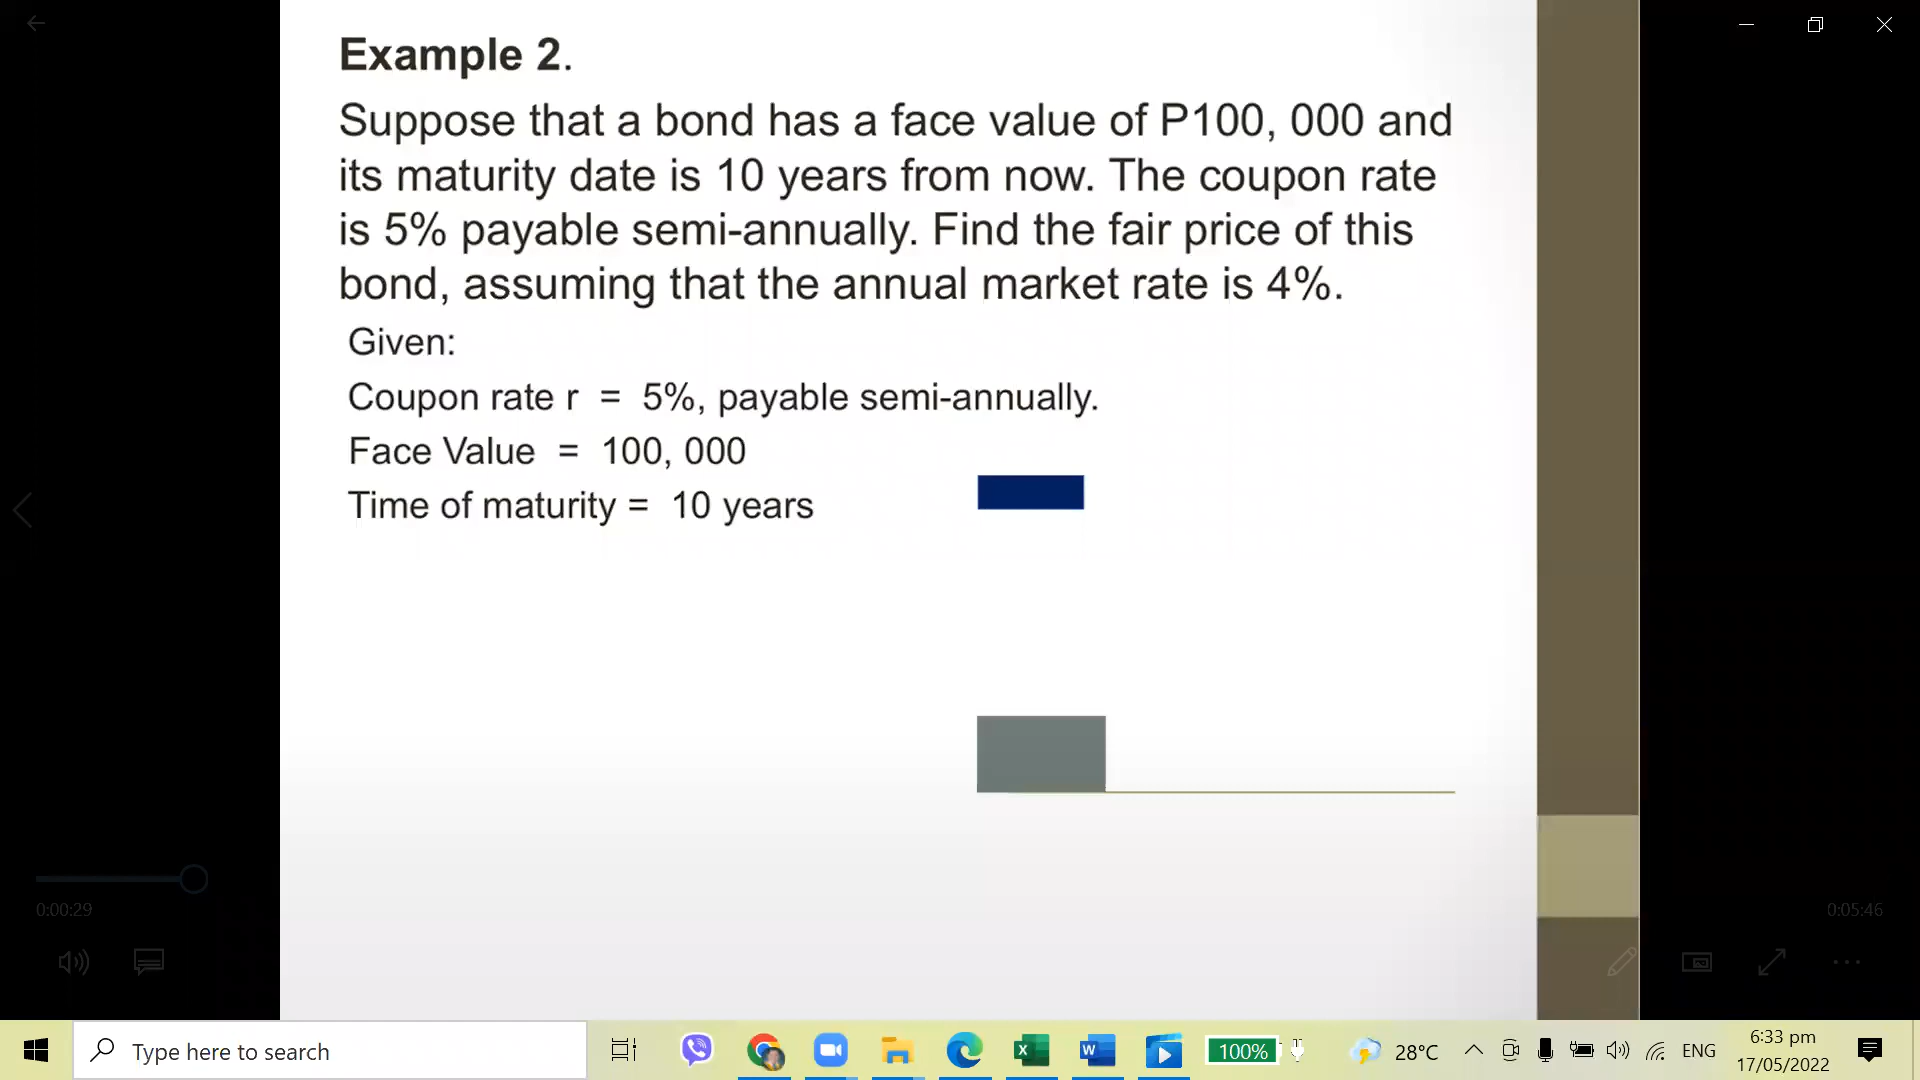 Example 2.
Suppose that a bond has a face value of P100, 000 and
its maturity date is 10 years from now. The coupon rate
is 5% payable semi-annually. Find the fair price of this
bond, assuming that the annual market rate is 4%.
Given:
Coupon rate r = 5%, payable semi-annually.
Face Value = 100, 000
Time of maturity = 10 years
0:00:29
0:05:46
Type here to search
100%
28°C
ENG
6:33 pm
17/05/2022